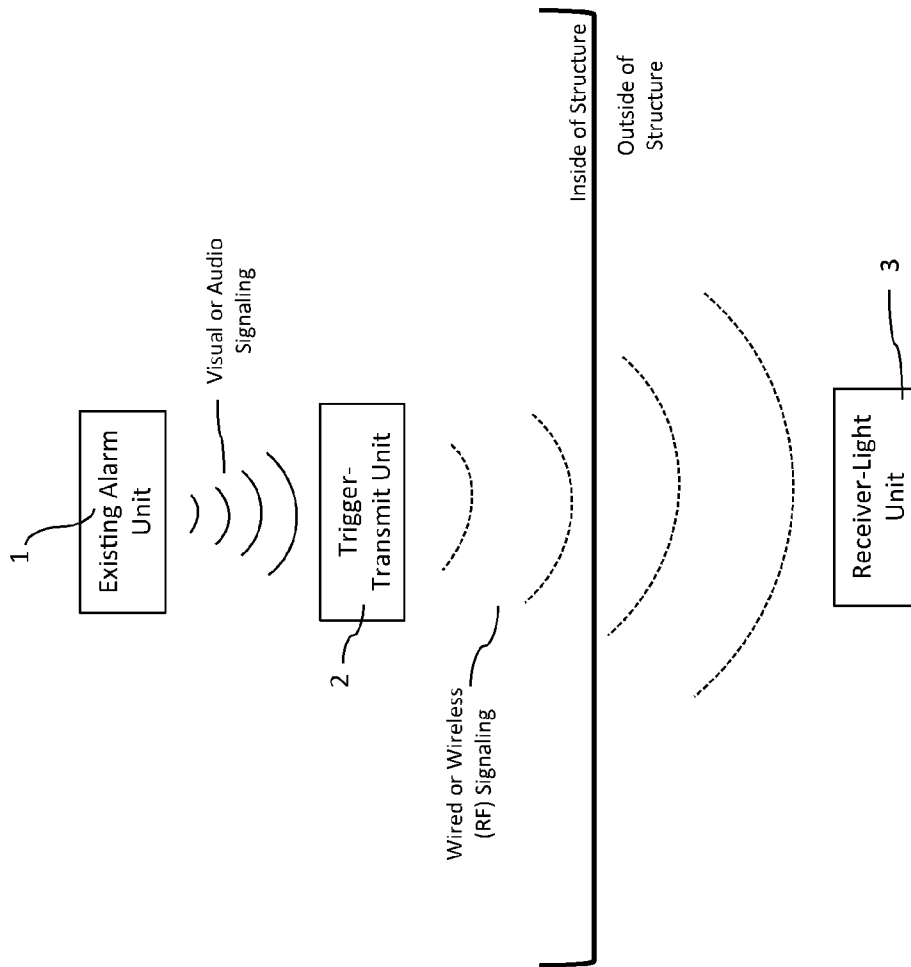 1
Existing Alarm
Unit
Visual or Audio
Signaling
2
Trigger-
Transmit Unit
Wired or Wireless
(RF) Signaling
Inside of Structure
Outside of
Structure
Receiver-Light
Unit
3